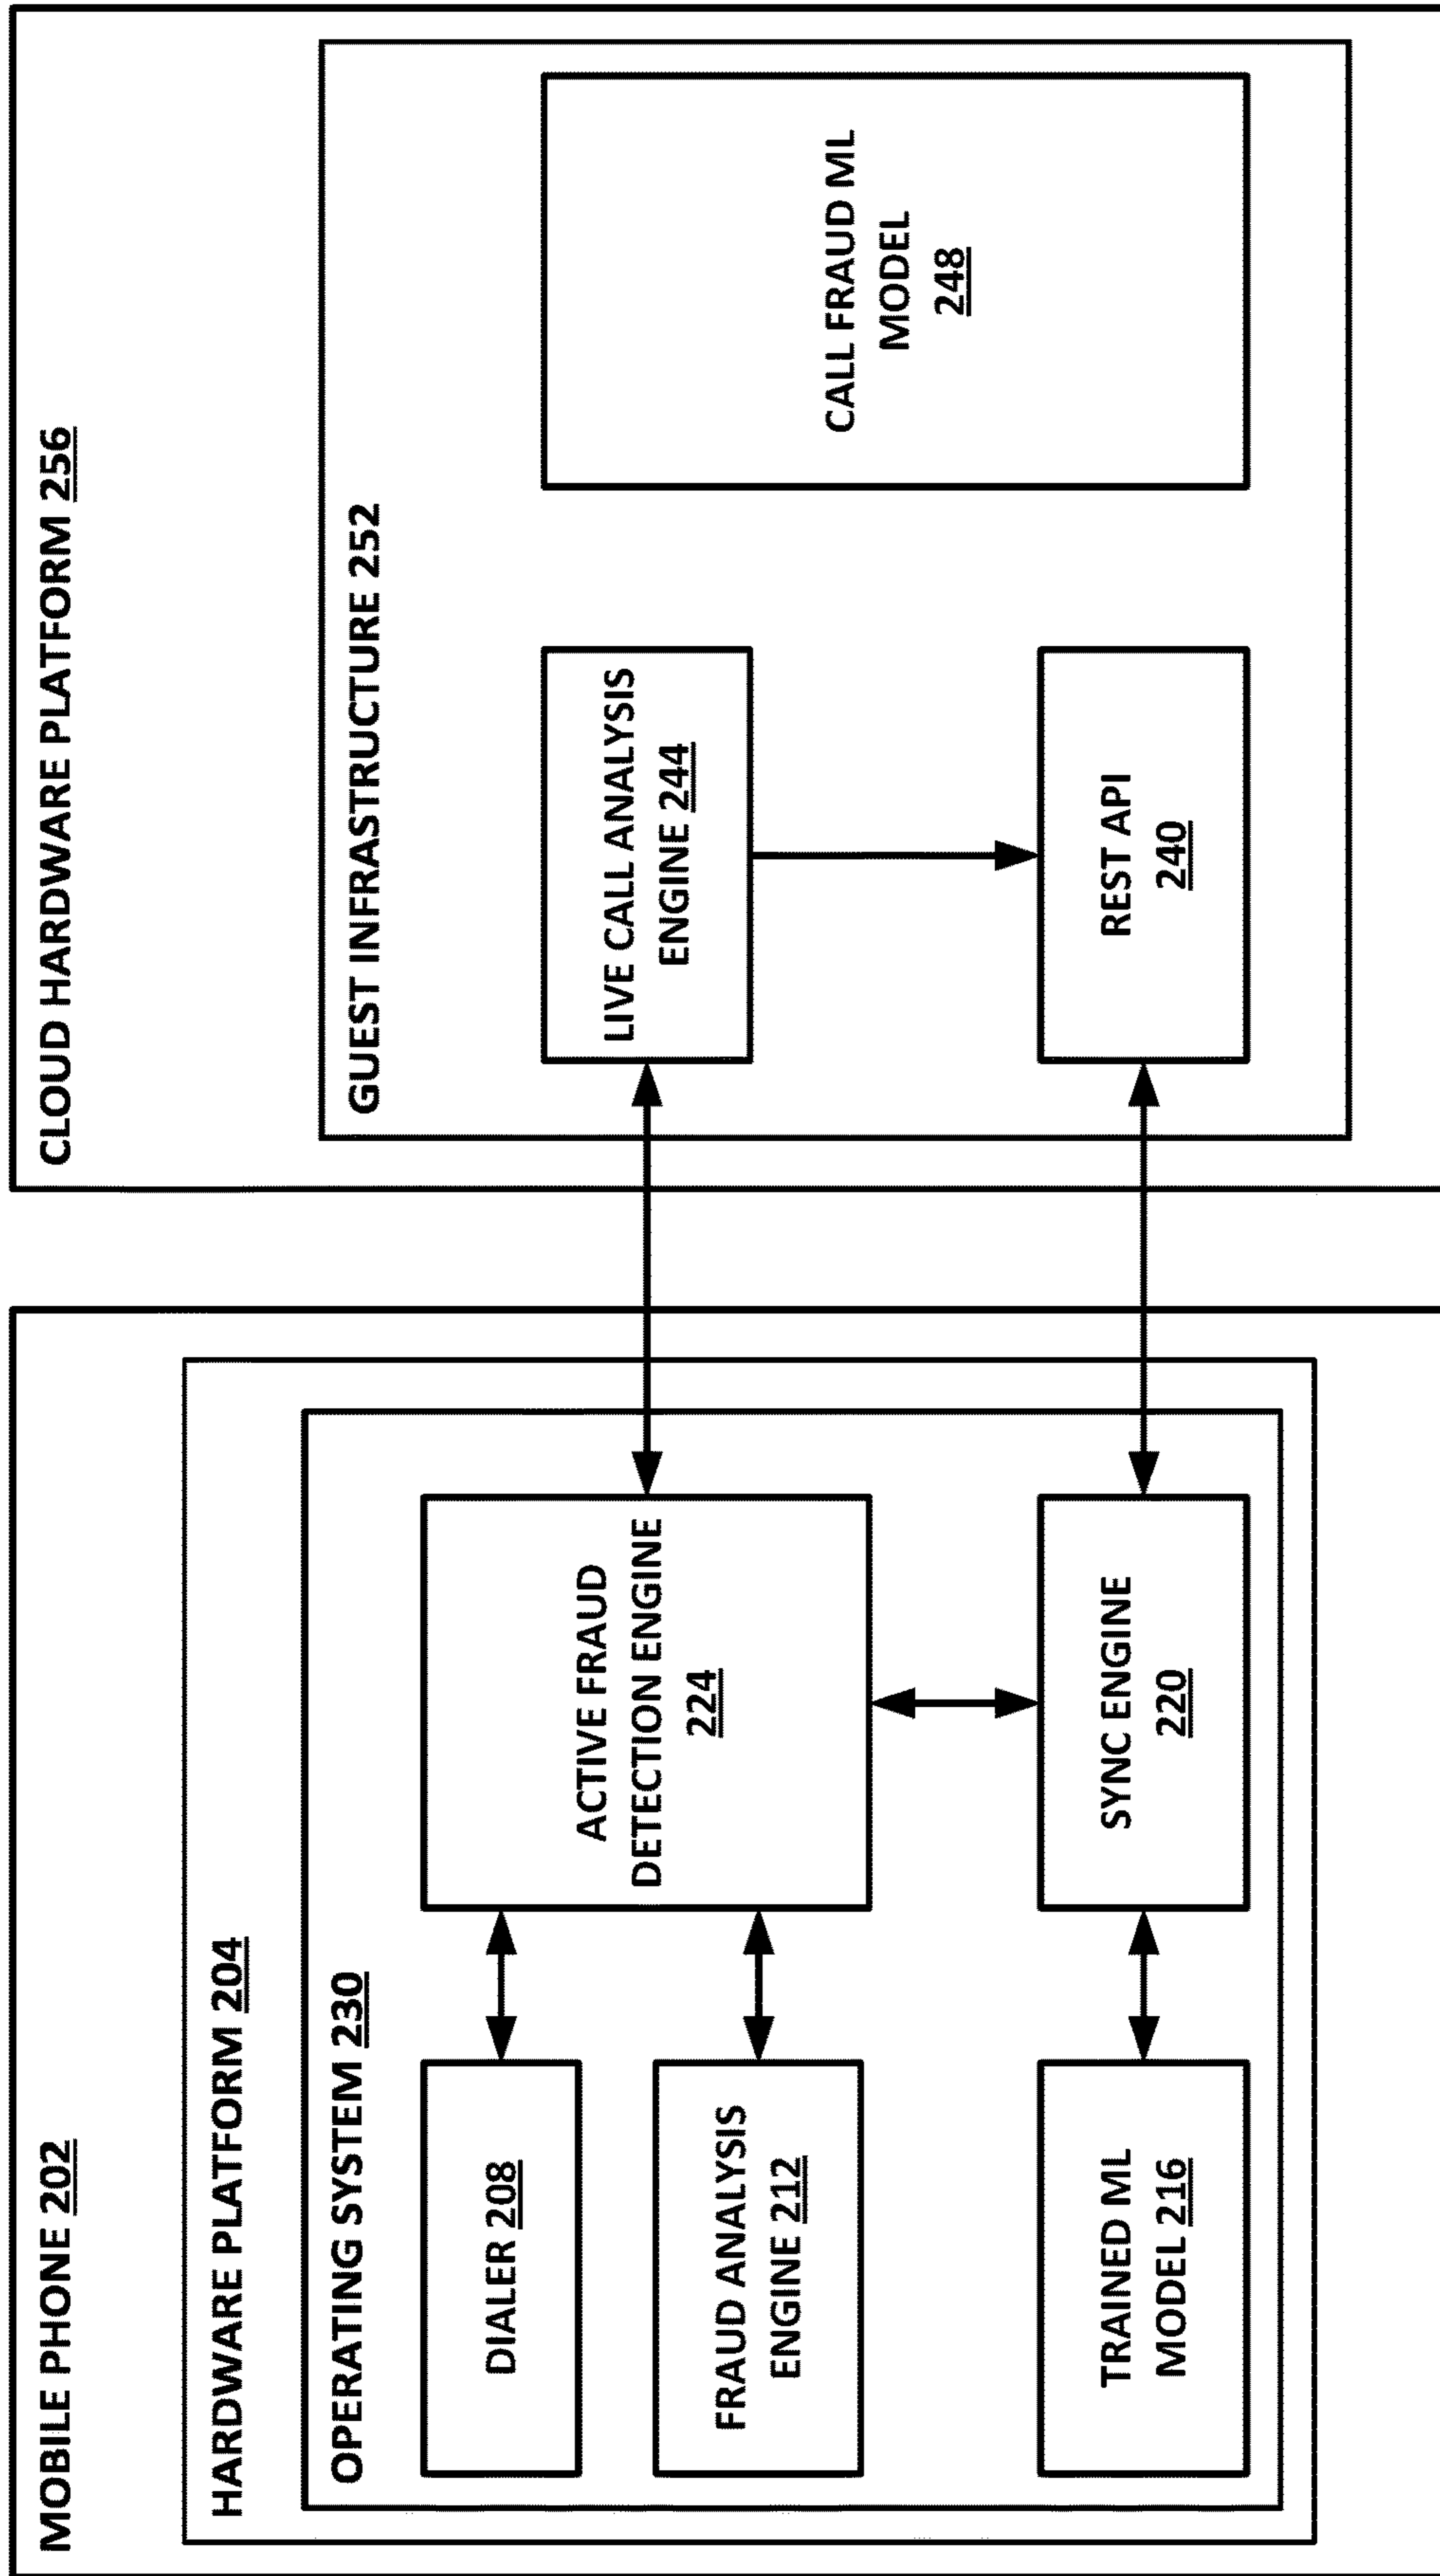 MOBILE PHONE 202
HARDWARE PLATFORM 204
OPERATING SYSTEM 230
DIALER 208
FRAUD ANALYSIS
ENGINE 212
TRAINED ML
MODEL 216
ACTIVE FRAUD
DETECTION ENGINE
224
SYNC ENGINE
220
CLOUD HARDWARE PLATFORM 256
GUEST INFRASTRUCTURE 252
LIVE CALL ANALYSIS
ENGINE 244
REST API
240
CALL FRAUD ML
MODEL
248